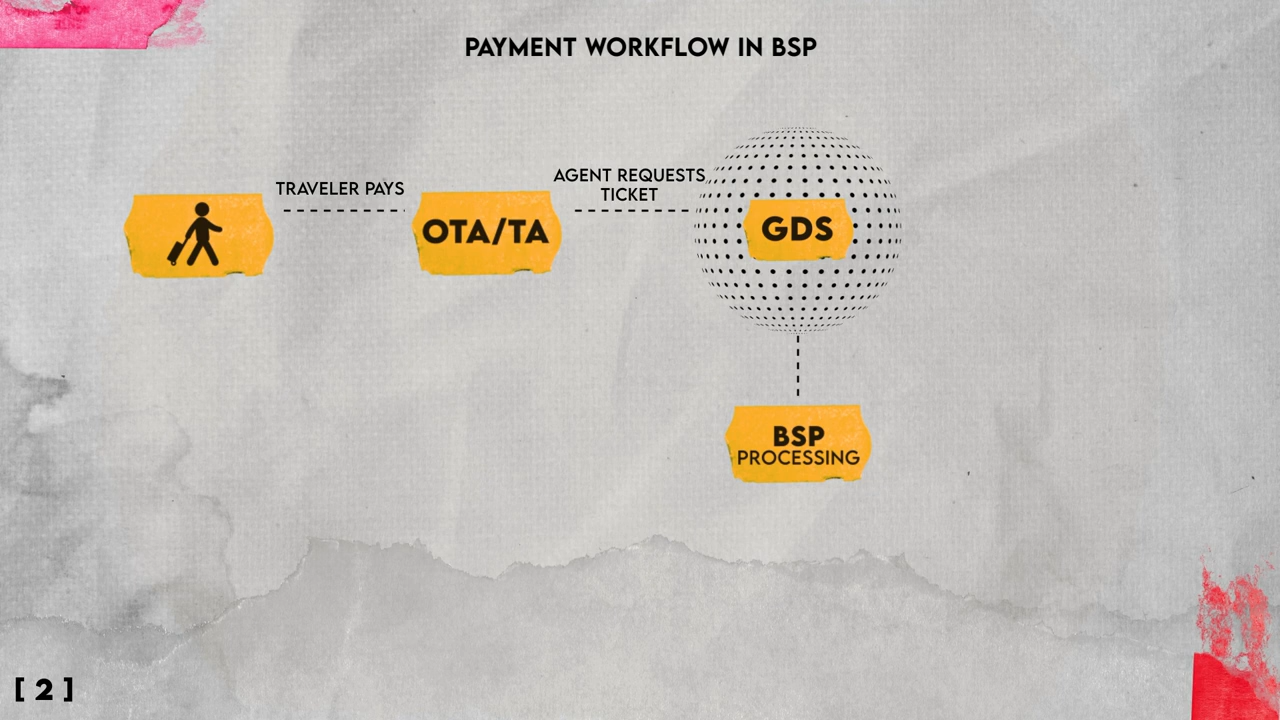 PAYMENT WORKFLOW IN BSP
TRAVELER PAYS
AGENT REQUESTS
TICKET
OTA/TA
GDS
BSP
PROCESSING
[ 2 ]